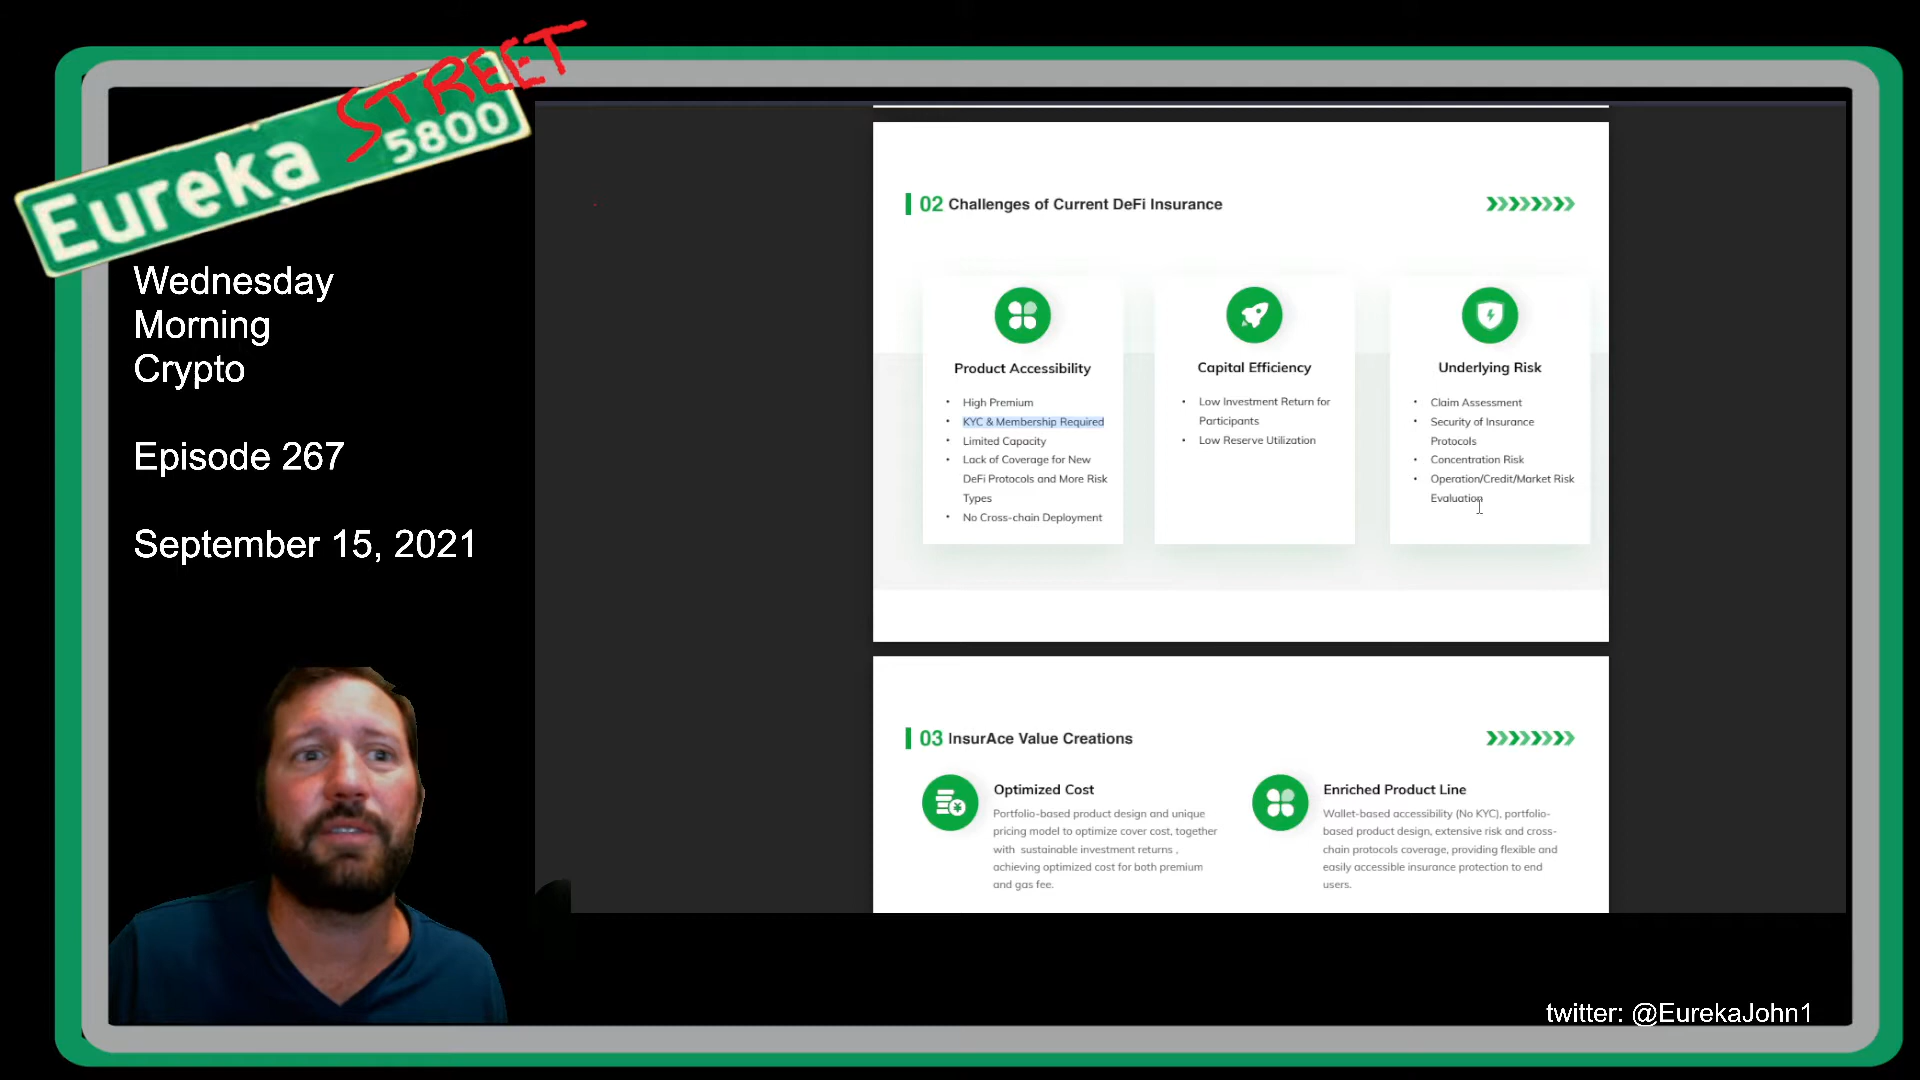 Eureka
STREET
5800
Wednesday
Morning
Crypto
Episode 267
September 15, 2021
02 Challenges of Current DeFi Insurance
Product Accessibility
• High Premium
• KYC & Membership Required
• Limited Capacity
• Lack of Coverage for New
DeFi Protocols and More Risk
Types
• No Cross-chain Deployment
Capital Efficiency
• Low Investment Return for
Participants
• Low Reserve Utilization
Underlying Risk
• Claim Assessment
• Security of Insurance
Protocols
• Concentration Risk
• Operation/Credit/Market Risk
Evaluation
03 InsurAce Value Creations
Optimized Cost
Portfolio-based product design and unique
pricing model to optimize cover cost, together
with sustainable investment returns ,
achieving optimized cost for both premium
and gas fee.
Enriched Product Line
Wallet-based accessibility (No KYC), portfolio-
based product design, extensive risk and cross-
chain protocols coverage, providing flexible and
easily accessible insurance protection to end
users.
twitter: @EurekaJohn1